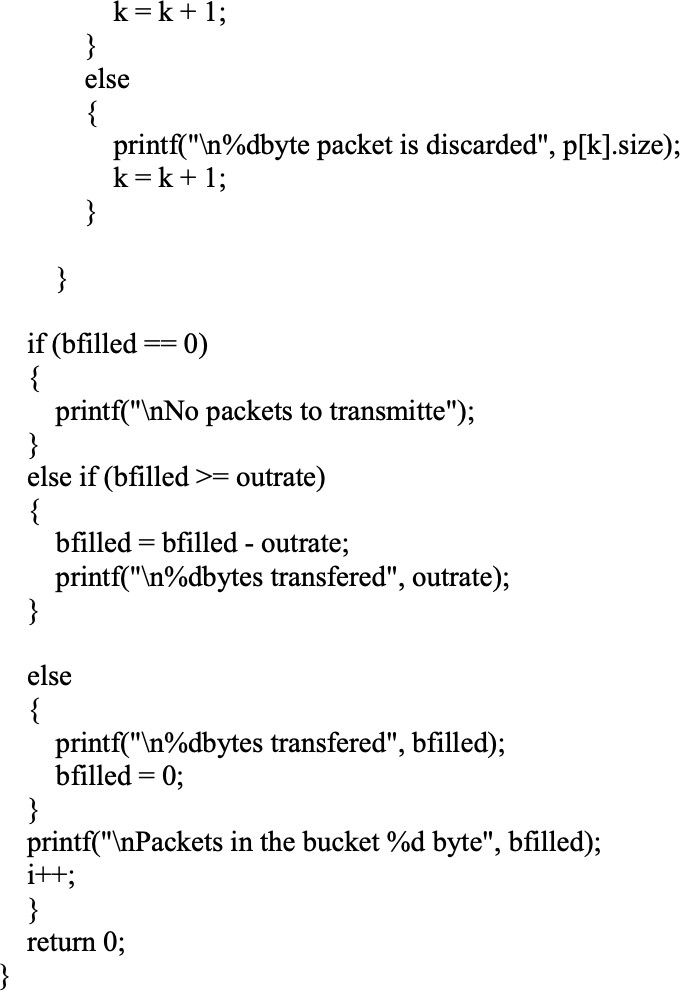 k = k + 1;
}
else
{
printf("\n%dbyte packet is discarded", p[k].size);
k = k + 1;
}
}
if (bfilled == 0)
{
printf("\nNo packets to transmitte");
}
else if (bfilled >= outrate)
{
bfilled = bfilled - outrate;
printf("\n%dbytes transfered", outrate);
}
else
{
printf("\n%dbytes transfered", bfilled);
bfilled = 0;
}
printf("\nPackets in the bucket %d byte", bfilled);
i++;
}
return 0;
}